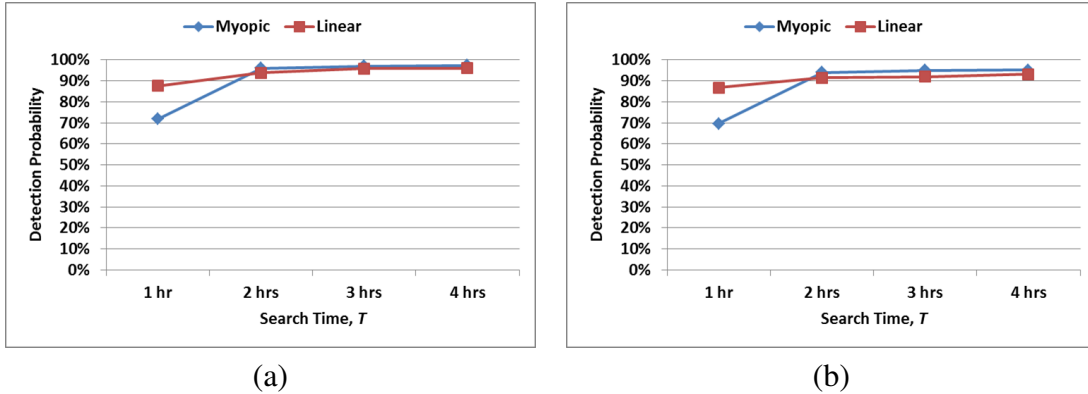 Myopic Linear
100%
90%
80%
70%
60%
50%
40%
30%
20%
10%
0%
Detection Probability
1 hr 2 hrs 3 hrs 4 hrs
Search Time, T
(a)
Myopic Linear
100%
90%
80%
70%
60%
50%
40%
30%
20%
10%
0%
Detection Probability
1 hr 2 hrs 3 hrs 4 hrs
Search Time, T
(b)